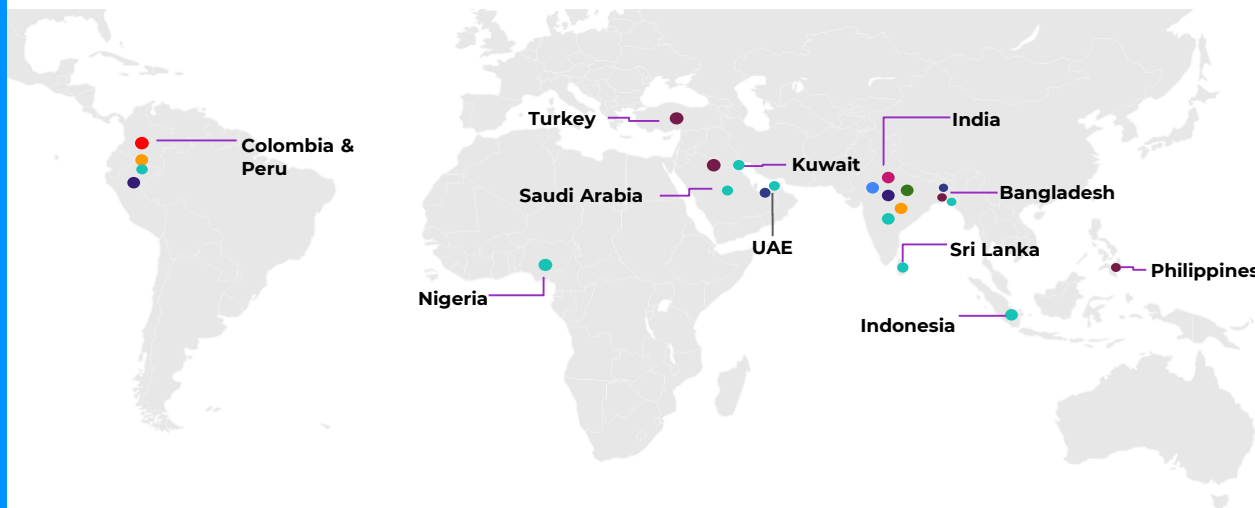 Turkey
India
Colombia &
Peru
Kuwait
Saudi Arabia
Bangladesh
UAE
Sri Lanka
Philippines
Nigeria
Indonesia